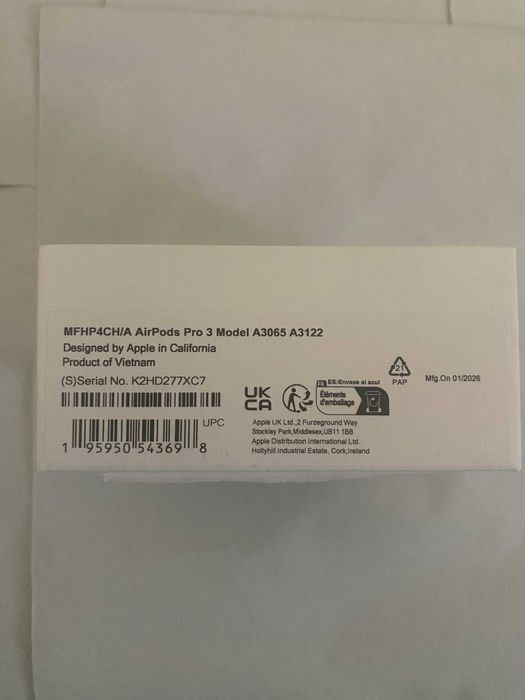 MFHP4CH/A AirPods Pro 3 Model A3065 A3122
Designed by Apple in California
Product of Vietnam
(S)Serial No. K2HD277XC7
UPC
1 95950 54369 8
UK
CA
FR ES:Envase al azul
Éléments
d'emballage
Apple UK Ltd.,2 Furzeground Way
Stockley Park,Middlesex,UB11 1BB
Apple Distribution International Ltd.
Hollyhill Industrial Estate, Cork,Ireland
21
PAP
Mfg.On 01/2026